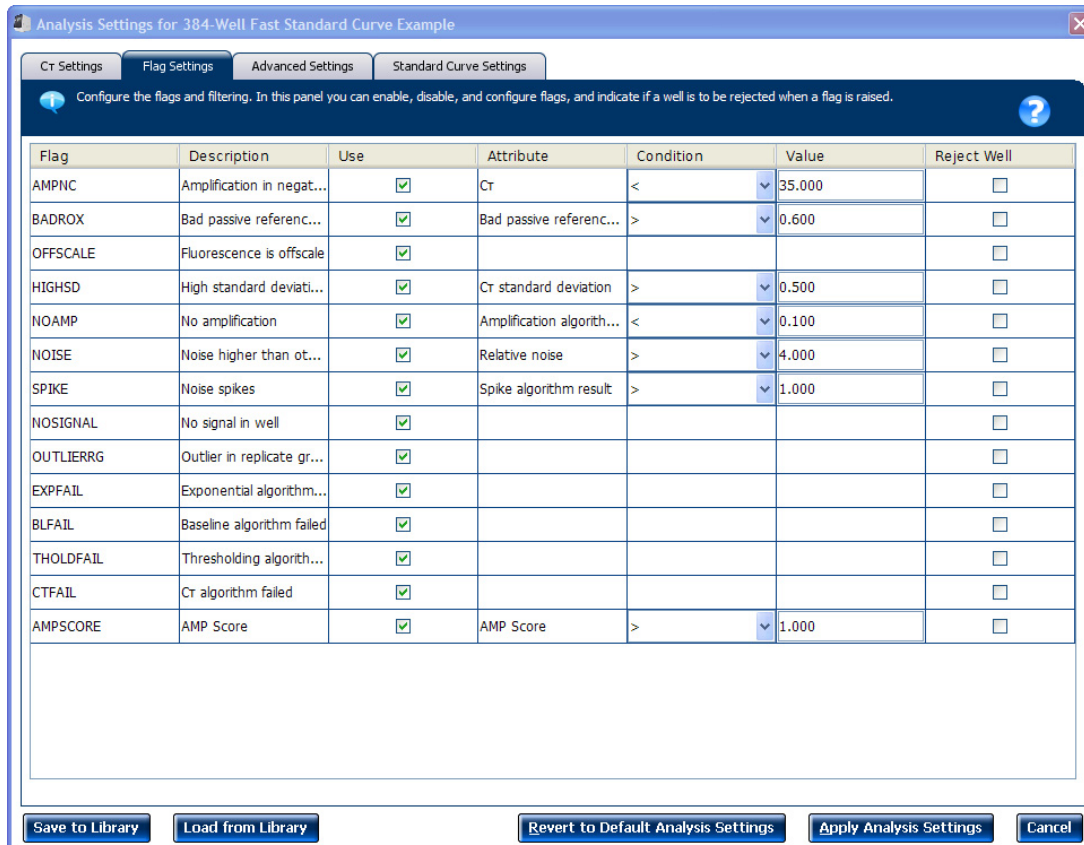 Analysis Settings for 384-Well Fast Standard Curve Example
Cт Settings Flag Settings Advanced Settings Standard Curve Settings
Configure the flags and filtering. In this panel you can enable, disable, and configure flags, and indicate if a well is to be rejected when a flag is raised.
?
Flag Description Use Attribute Condition Value Reject Well
AMPNC Amplification in negat... Cт < 35.000
BADROX Bad passive referenc... Bad passive referenc... > 0.600
OFFSCALE Fluorescence is offscale
HIGHSD High standard deviati... Cт standard deviation > 0.500
NOAMP No amplification Amplification algorith... < 0.100
NOISE Noise higher than ot... Relative noise > 4.000
SPIKE Noise spikes Spike algorithm result > 1.000
NOSIGNAL No signal in well
OUTLIERRG Outlier in replicate gr...
EXPFAIL Exponential algorithm...
BLFAIL Baseline algorithm failed
THOLDFAIL Thresholding algorith...
CTFAIL Cт algorithm failed
AMPSCORE AMP Score AMP Score > 1.000
Save to Library Load from Library Revert to Default Analysis Settings Apply Analysis Settings Cancel